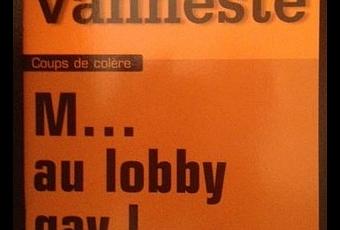 Vanneste
Coups de colère
M...
au lobby
gay !